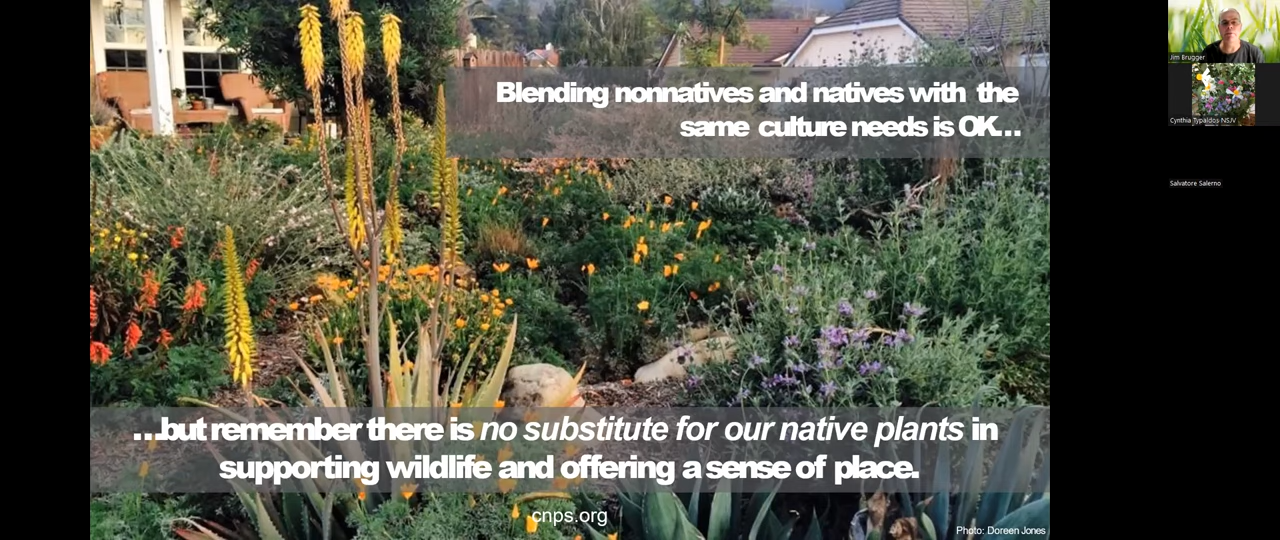 Blending nonnatives and natives with the
same culture needs is OK...
...but remember there is no substitute for our native plants in
supporting wildlife and offering a sense of place.
cnps.org
Photo: Doreen Jones
Jim Brugger
Cynthia Typaldos NSJV
Salvatore Salerno